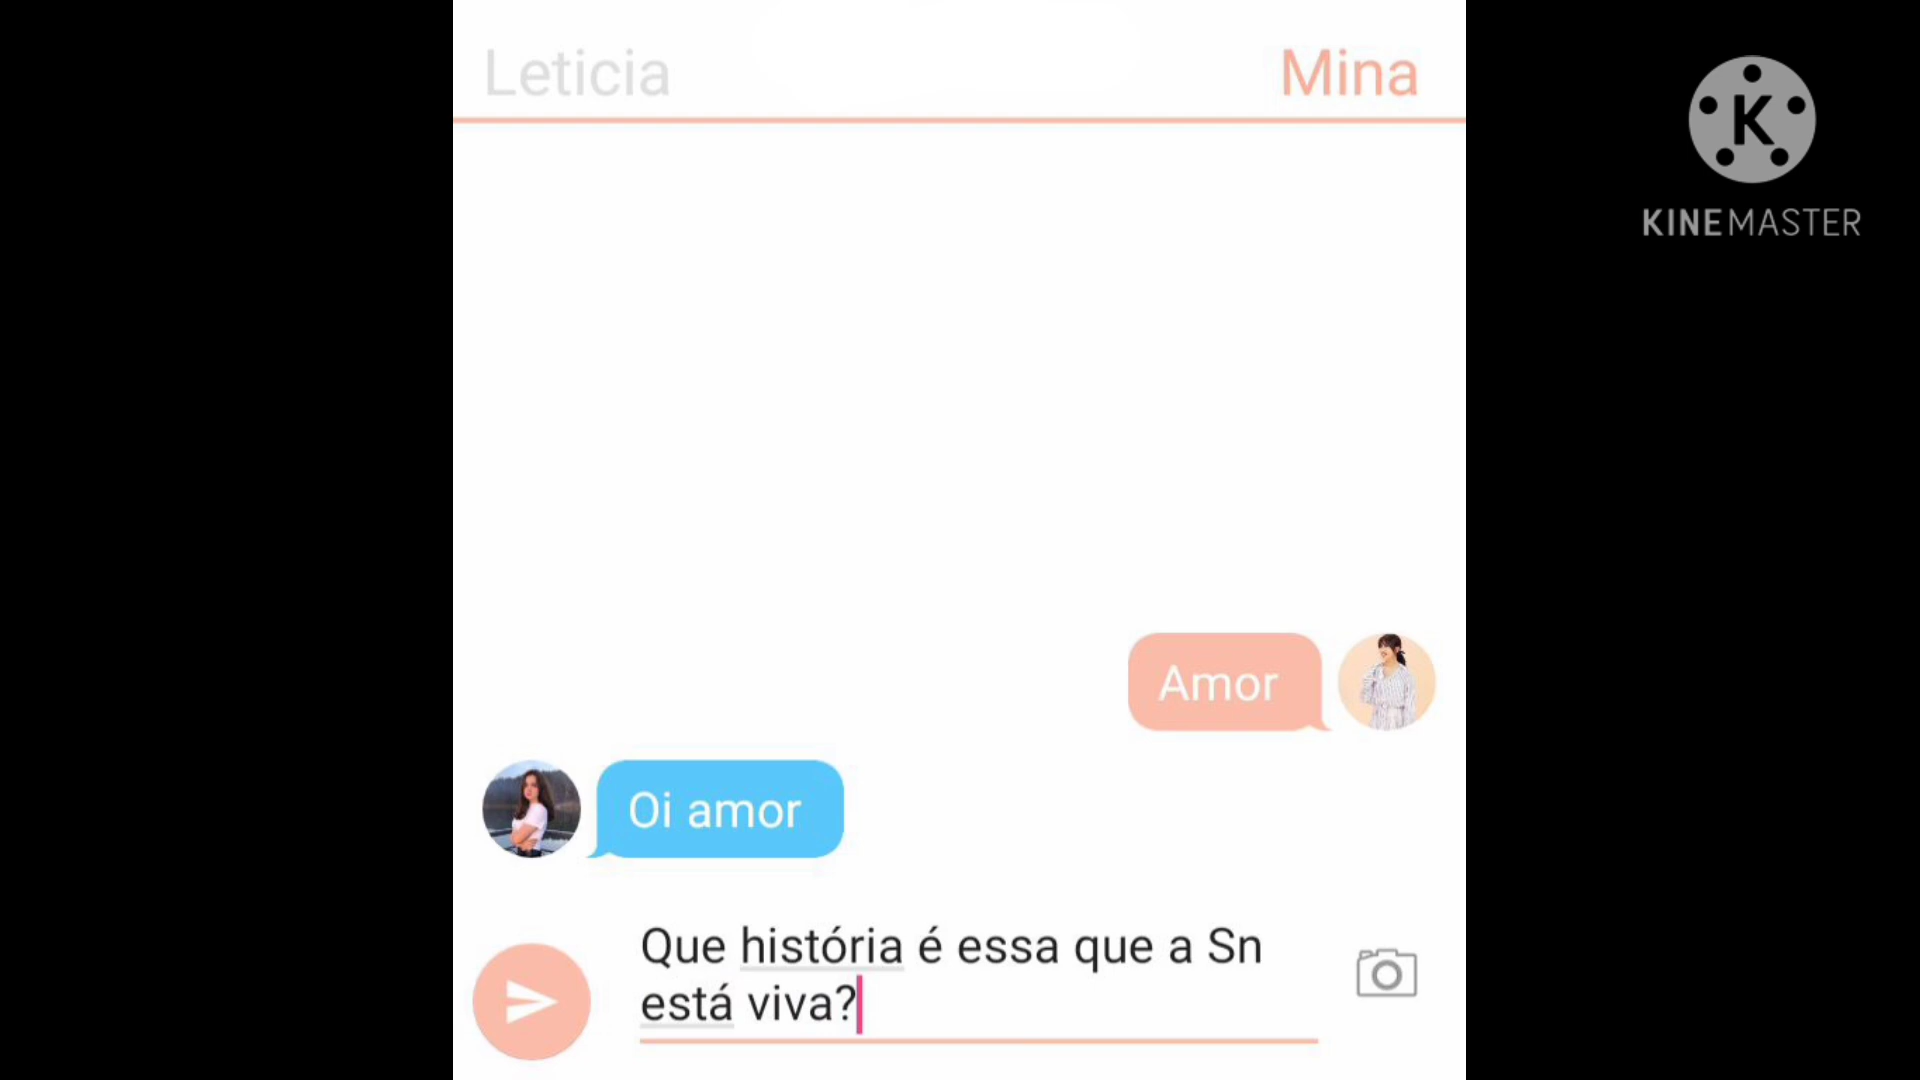 Leticia
Mina
K
KINEMASTER
Amor
Oi amor
Que história é essa que a Sn
está viva?